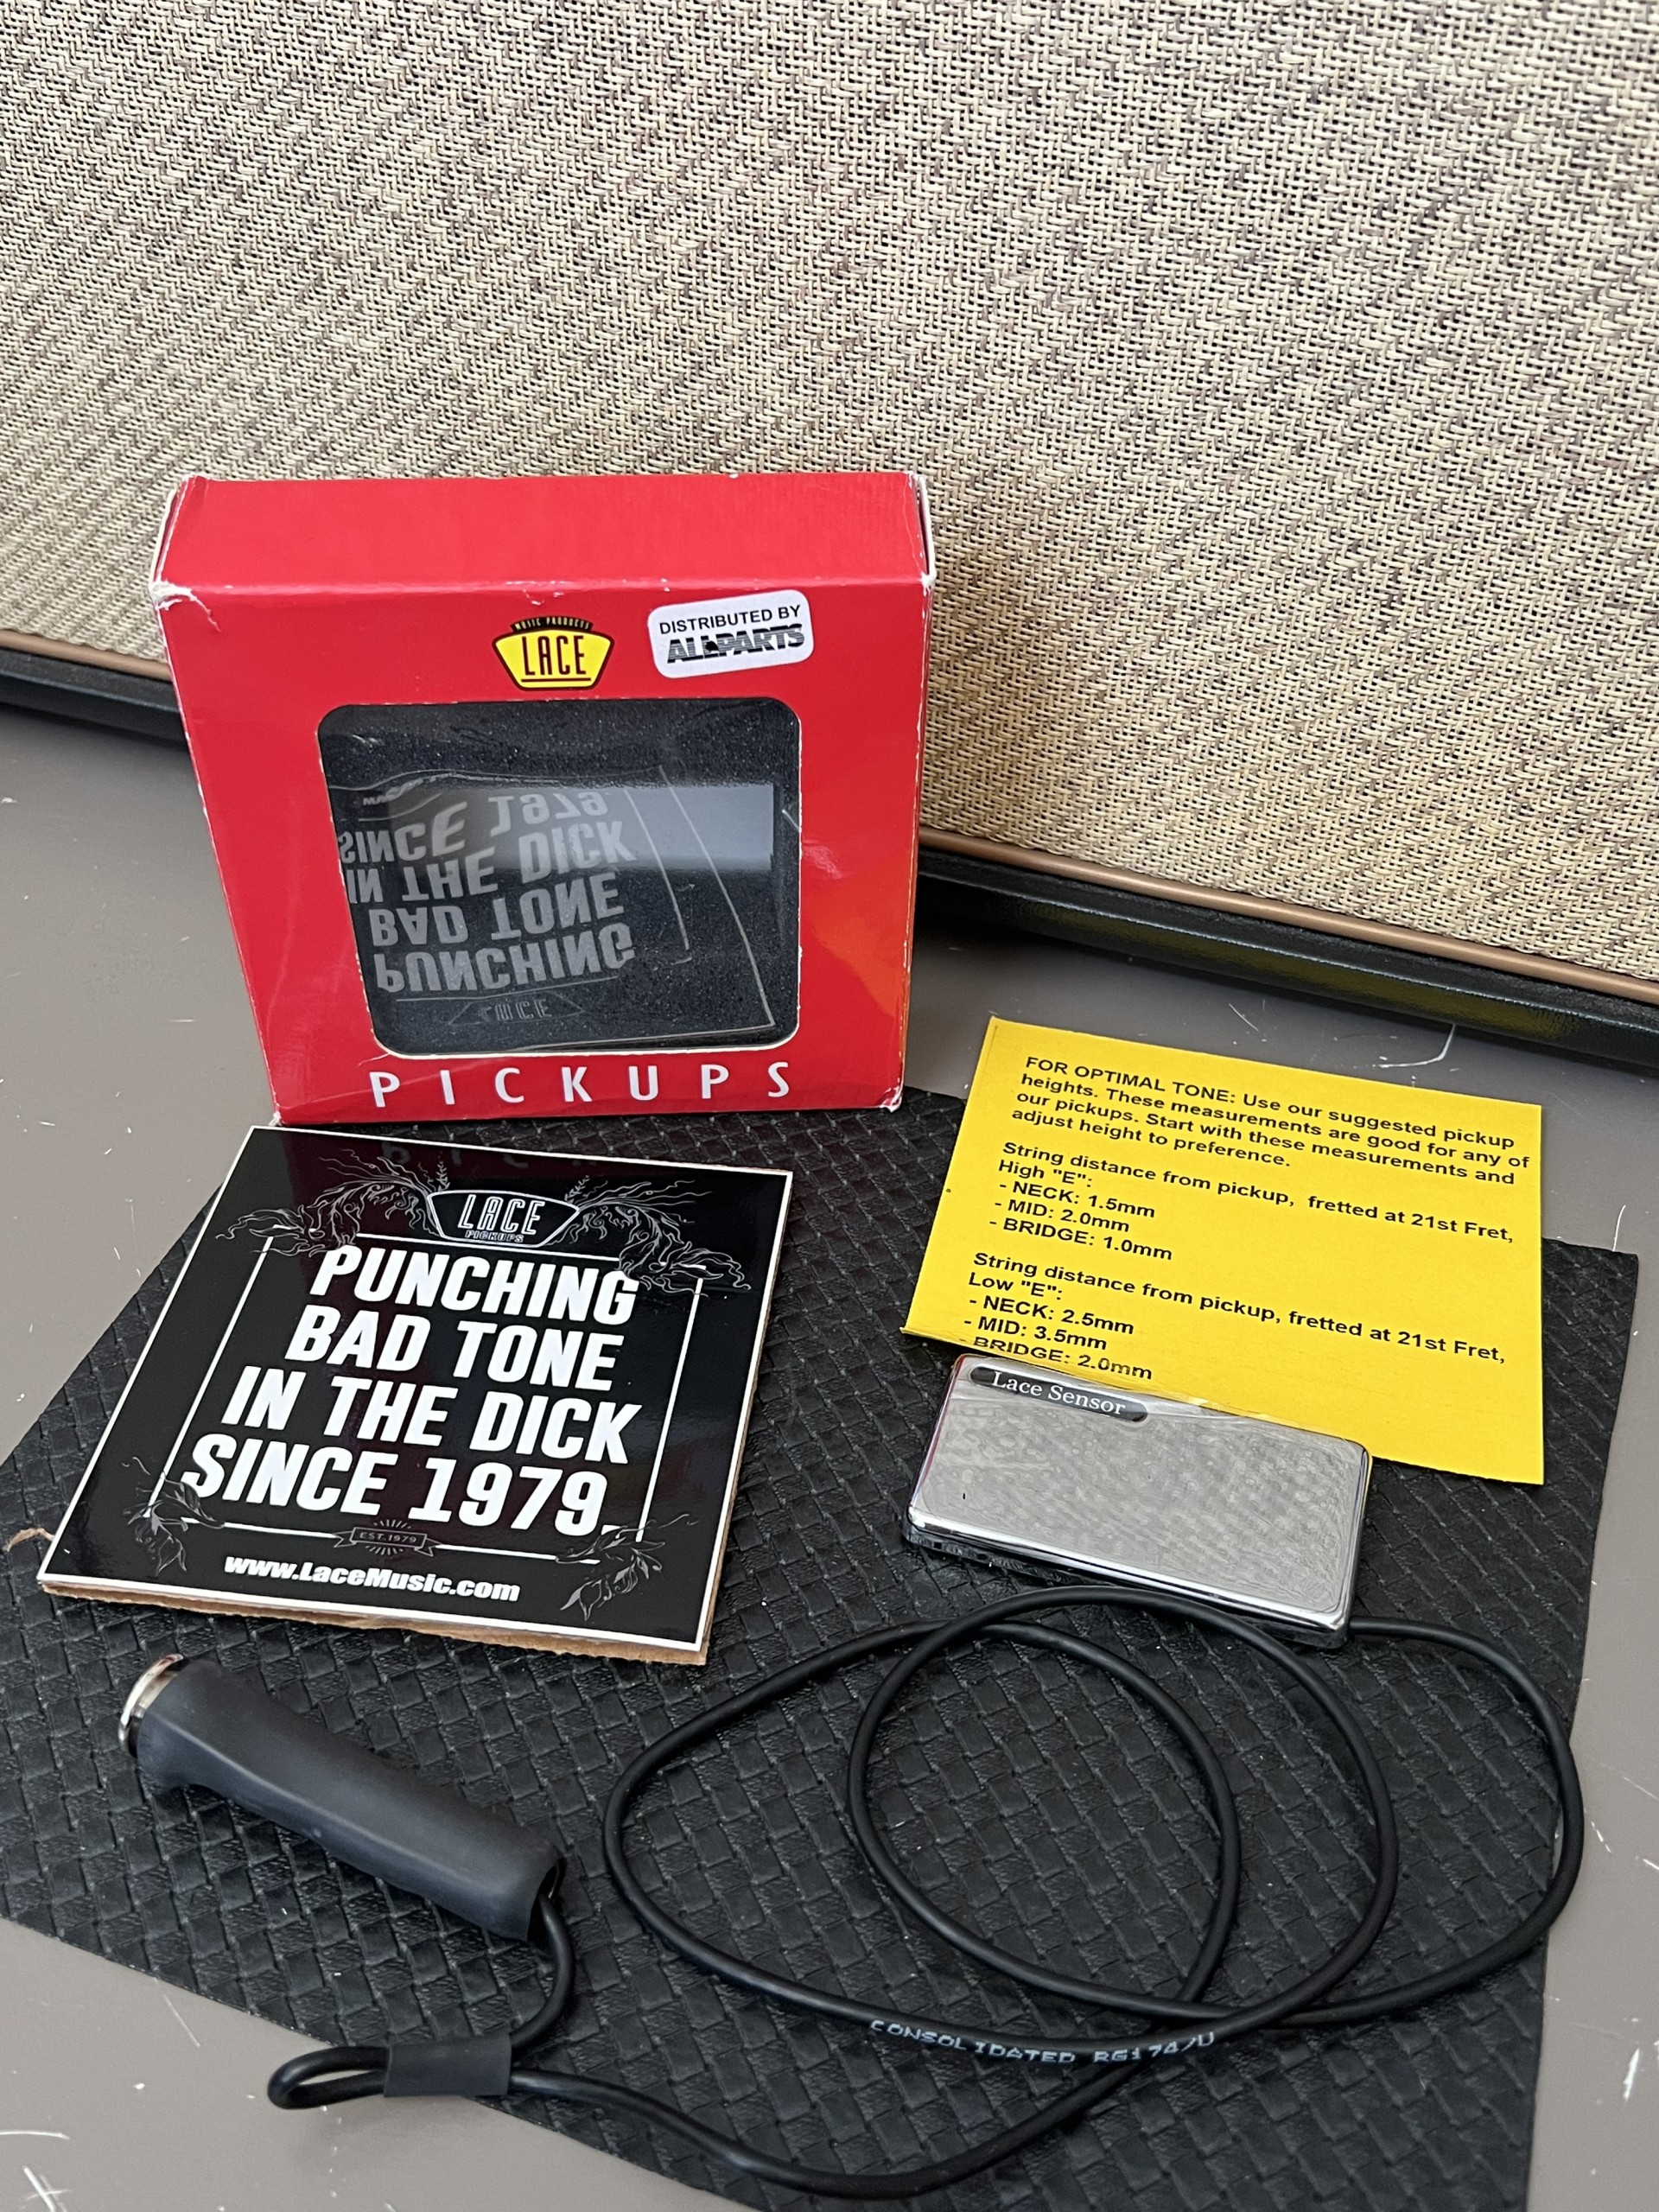 MUSIC PRODUCTS
LACE
DISTRIBUTED BY
ALLPARTS
SINCE 1979
IN THE DICK
BAD TONE
PUNCHING
LACE
PICKUPS
FOR OPTIMAL TONE: Use our suggested pickup
heights. These measurements are good for any of
our pickups. Start with these measurements and
adjust height to preference.
String distance from pickup, fretted at 21st Fret,
High "E":
- NECK: 1.5mm
- MID: 2.0mm
- BRIDGE: 1.0mm
String distance from pickup, fretted at 21st Fret,
Low "E":
- NECK: 2.5mm
- MID: 3.5mm
- BRIDGE: 2.0mm
LACE
PICKUPS
PUNCHING
BAD TONE
IN THE DICK
SINCE 1979
EST.1979
www.LaceMusic.com
Lace Sensor
CONSOLIDATED RG174/U